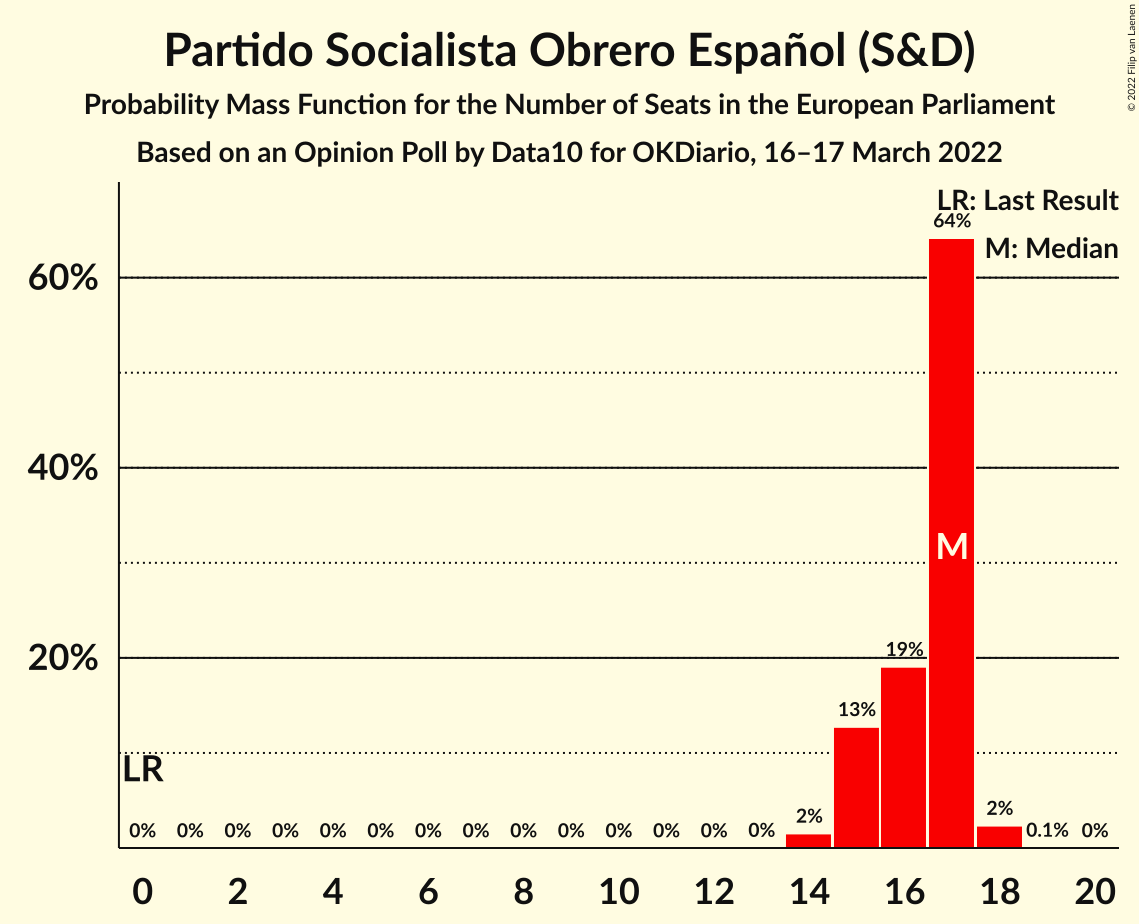 Partido Socialista Obrero Español (S&D)
Probability Mass Function for the Number of Seats in the European Parliament
Based on an Opinion Poll by Data10 for OKDiario, 16–17 March 2022
© 2022 Filip van Laenen
LR: Last Result
M: Median
64%
60%
40%
M
20%
19%
13%
LR
0% 0% 0% 0% 0% 0% 0% 0% 0% 0% 0% 0% 0% 0% 2% 2% 0.1% 0%
0 2 4 6 8 10 12 14 16 18 20